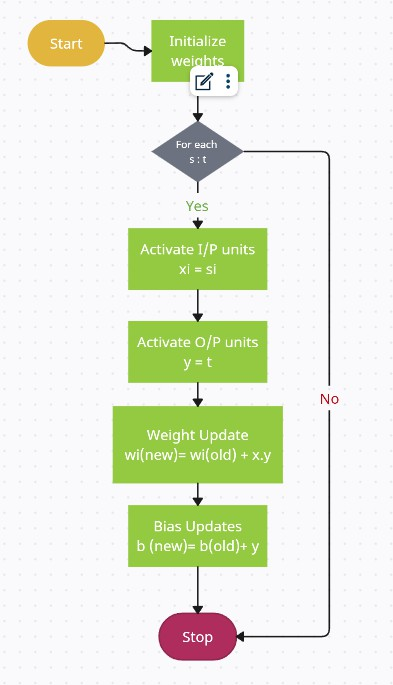 Start
Initialize
weights
For each
s : t
Yes
Activate I/P units
xi = si
Activate O/P units
y = t
No
Weight Update
wi(new)= wi(old) + x.y
Bias Updates
b (new)= b(old)+ y
Stop